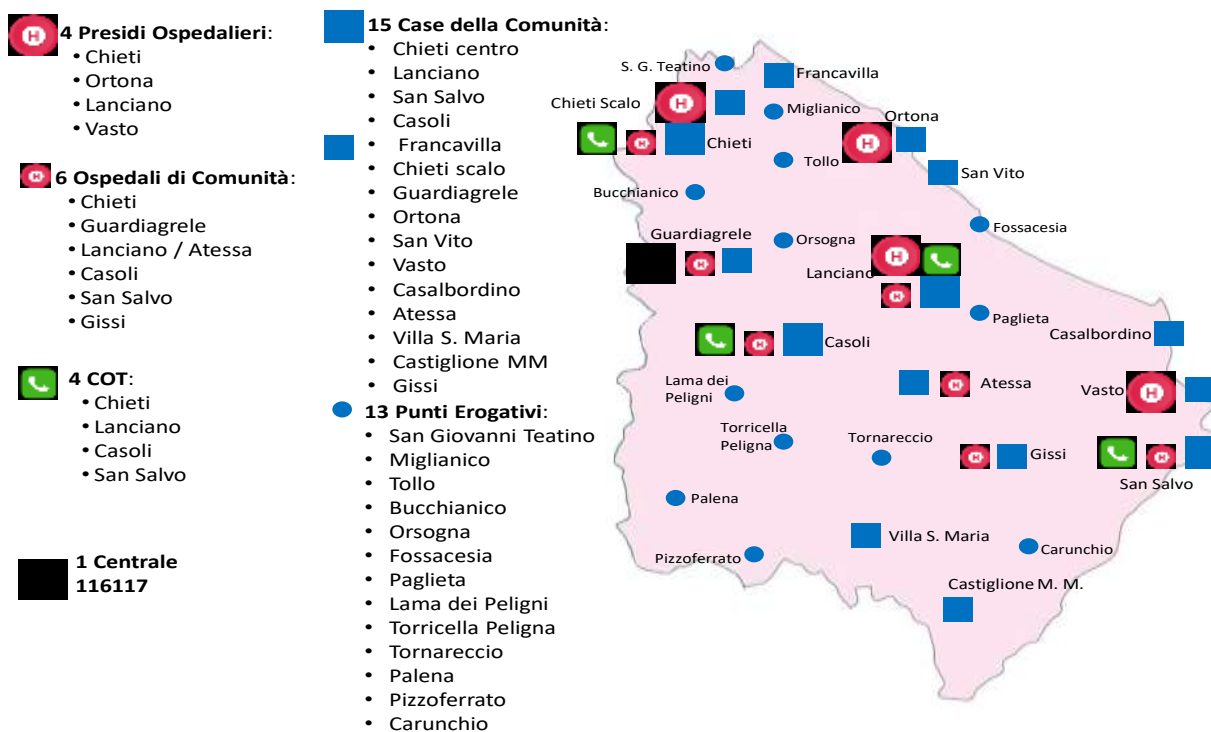 4 Presidi Ospedalieri:
• Chieti
• Ortona
• Lanciano
• Vasto
6 Ospedali di Comunità:
• Chieti
• Guardiagrele
• Lanciano / Atessa
• Casoli
• San Salvo
• Gissi
4 COT:
• Chieti
• Lanciano
• Casoli
• San Salvo
1 Centrale
116117
15 Case della Comunità:
• Chieti centro
• Lanciano
• San Salvo
• Casoli
• Francavilla
• Chieti scalo
• Guardiagrele
• Ortona
• San Vito
• Vasto
• Casalbordino
• Atessa
• Villa S. Maria
• Castiglione MM
• Gissi
13 Punti Erogativi:
• San Giovanni Teatino
• Miglianico
• Tollo
• Bucchianico
• Orsogna
• Fossacesia
• Paglieta
• Lama dei Peligni
• Torricella Peligna
• Tornareccio
• Palena
• Pizzoferrato
• Carunchio
S. G. Teatino
Francavilla
Chieti Scalo
Miglianico
Ortona
Chieti
Tollo
San Vito
Bucchianico
Fossacesia
Guardiagrele
Orsogna
Lanciano
Paglieta
Casalbordino
Casoli
Lama dei
Peligni
Atessa
Vasto
Torricella
Peligna
Tornareccio
Gissi
San Salvo
Palena
Villa S. Maria
Carunchio
Pizzoferrato
Castiglione M. M.
H
H
H
H
H
H
H
H
H
H
H
H